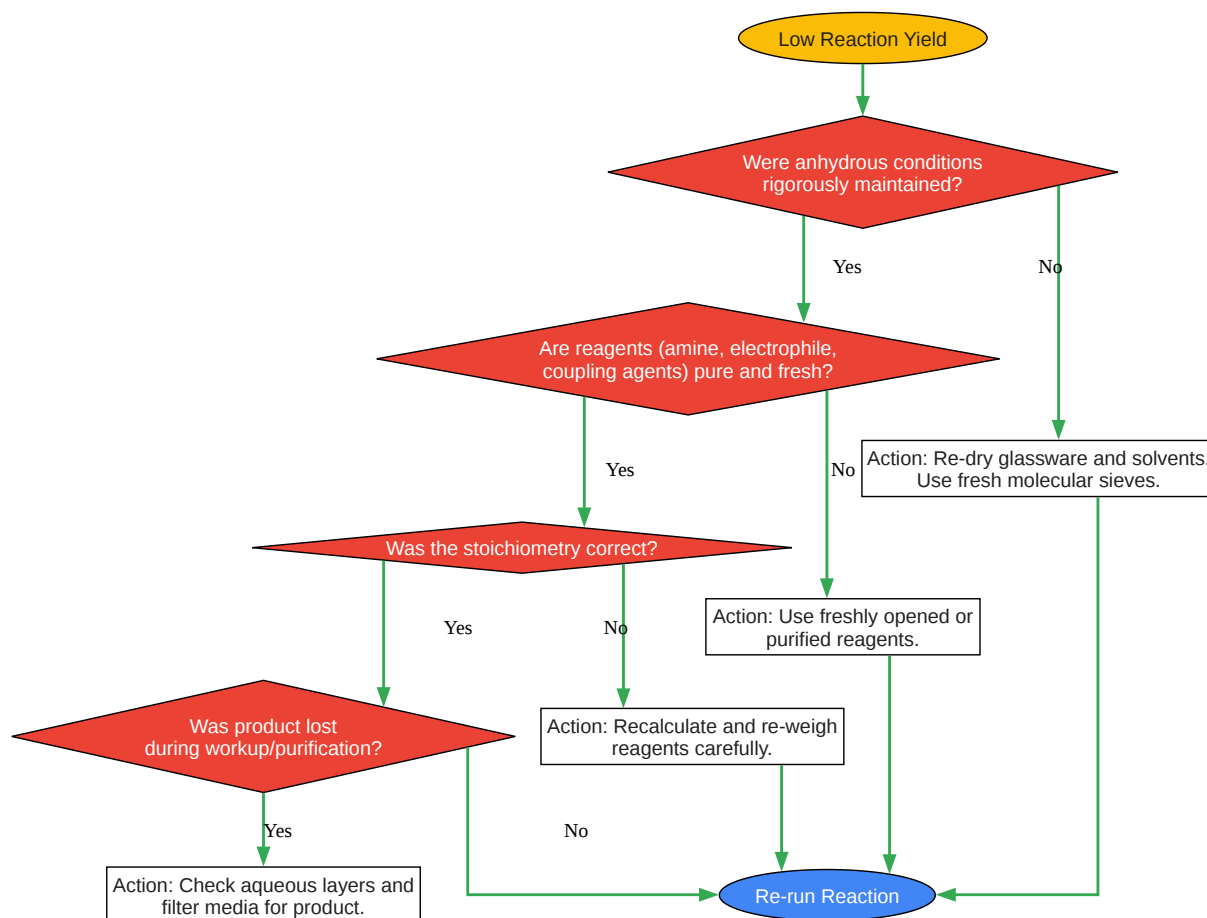 Low Reaction Yield
Were anhydrous conditions
rigorously maintained?
Yes
No
Are reagents (amine, electrophile,
coupling agents) pure and fresh?
Action: Re-dry glassware and solvents.
Use fresh molecular sieves.
Yes
No
Was the stoichiometry correct?
Action: Use freshly opened or
purified reagents.
Yes
No
Was product lost
during workup/purification?
Action: Recalculate and re-weigh
reagents carefully.
Yes
No
Action: Check aqueous layers and
filter media for product.
Re-run Reaction